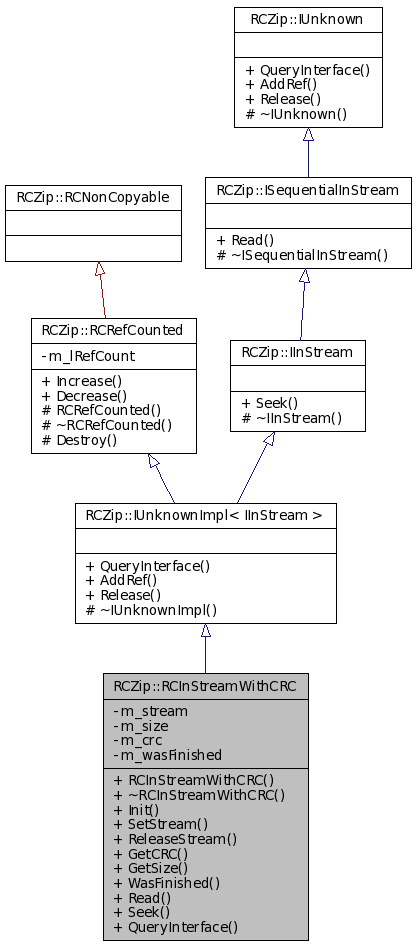 RCZip::IUnknown
+ QueryInterface()
+ AddRef()
+ Release()
# ~IUnknown()
RCZip::RCNonCopyable
RCZip::ISequentialInStream
+ Read()
# ~ISequentialInStream()
RCZip::RCRefCounted
- m_lRefCount
+ Increase()
+ Decrease()
# RCRefCounted()
# ~RCRefCounted()
# Destroy()
RCZip::IInStream
+ Seek()
# ~IInStream()
RCZip::IUnknownImpl< IInStream >
+ QueryInterface()
+ AddRef()
+ Release()
# ~IUnknownImpl()
RCZip::RCInStreamWithCRC
- m_stream
- m_size
- m_crc
- m_wasFinished
+ RCInStreamWithCRC()
+ ~RCInStreamWithCRC()
+ Init()
+ SetStream()
+ ReleaseStream()
+ GetCRC()
+ GetSize()
+ WasFinished()
+ Read()
+ Seek()
+ QueryInterface()